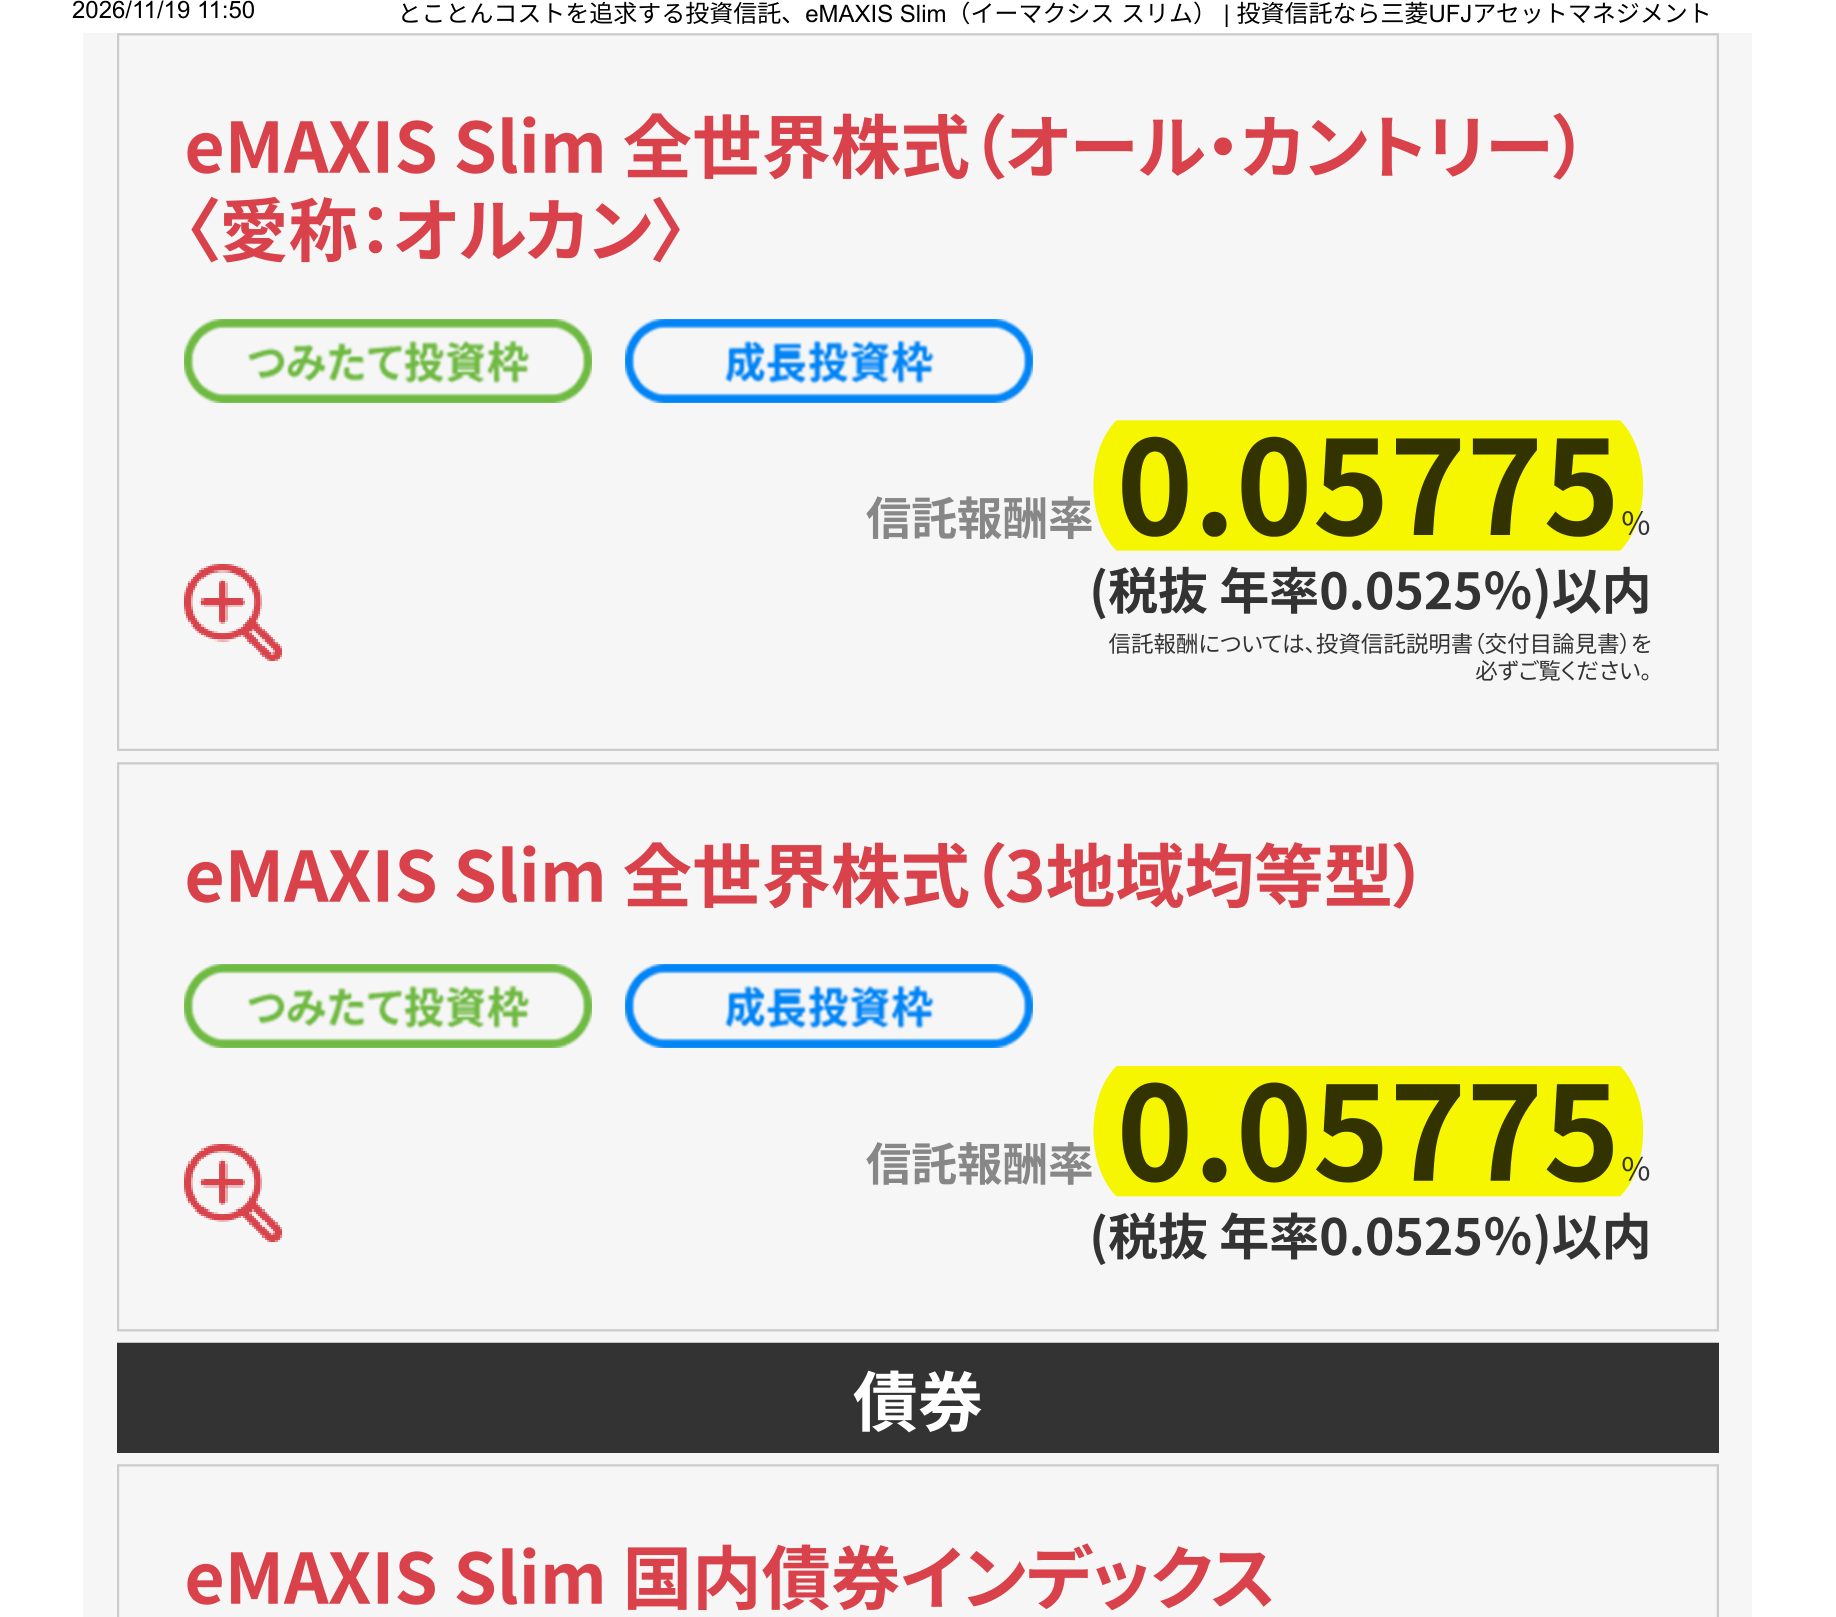 2026/11/19 11:50 とことんコストを追求する投資信託、eMAXIS Slim（イーマクシス スリム） | 投資信託なら三菱UFJアセットマネジメント
eMAXIS Slim 全世界株式（オール・カントリー）
〈愛称：オルカン〉
つみたて投資枠 成長投資枠
信託報酬率0.05775%
(税抜 年率0.0525%)以内
信託報酬については、投資信託説明書（交付目論見書）を
必ずご覧ください。
eMAXIS Slim 全世界株式（3地域均等型）
つみたて投資枠 成長投資枠
信託報酬率0.05775%
(税抜 年率0.0525%)以内
債券
eMAXIS Slim 国内債券インデックス